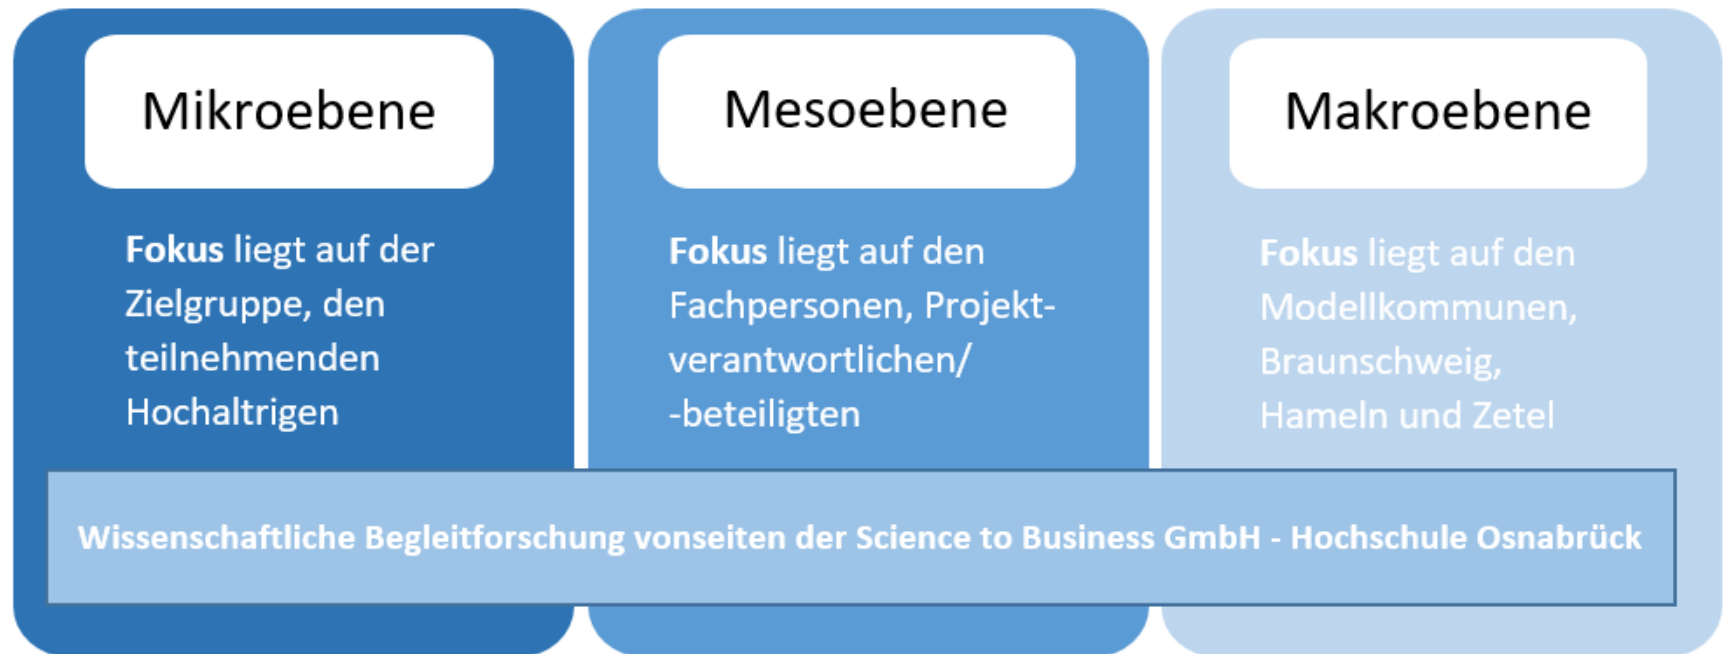 Mikroebene
Fokus liegt auf der
Zielgruppe, den
teilnehmenden
Hochaltrigen
Mesoebene
Fokus liegt auf den
Fachpersonen, Projekt-
verantwortlichen/
-beteiligten
Makroebene
Fokus liegt auf den
Modellkommunen,
Braunschweig,
Hameln und Zetel
Wissenschaftliche Begleitforschung vonseiten der Science to Business GmbH - Hochschule Osnabrück